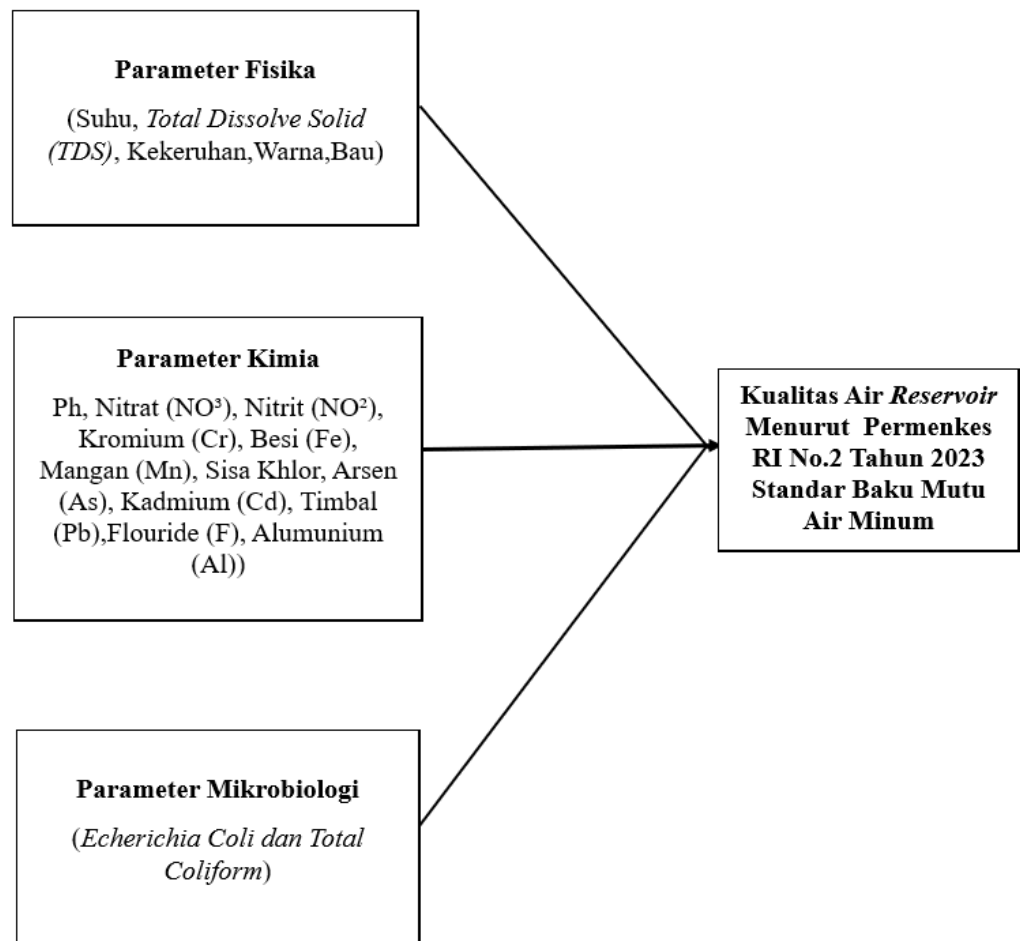 Parameter Fisika
(Suhu, Total Dissolve Solid
(TDS), Kekeruhan,Warna,Bau)
Parameter Kimia
Ph, Nitrat (NO³), Nitrit (NO²),
Kromium (Cr), Besi (Fe),
Mangan (Mn), Sisa Khlor, Arsen
(As), Kadmium (Cd), Timbal
(Pb),Flouride (F), Alumunium
(Al))
Parameter Mikrobiologi
(Echerichia Coli dan Total
Coliform)
Kualitas Air Reservoir
Menurut Permenkes
RI No.2 Tahun 2023
Standar Baku Mutu
Air Minum